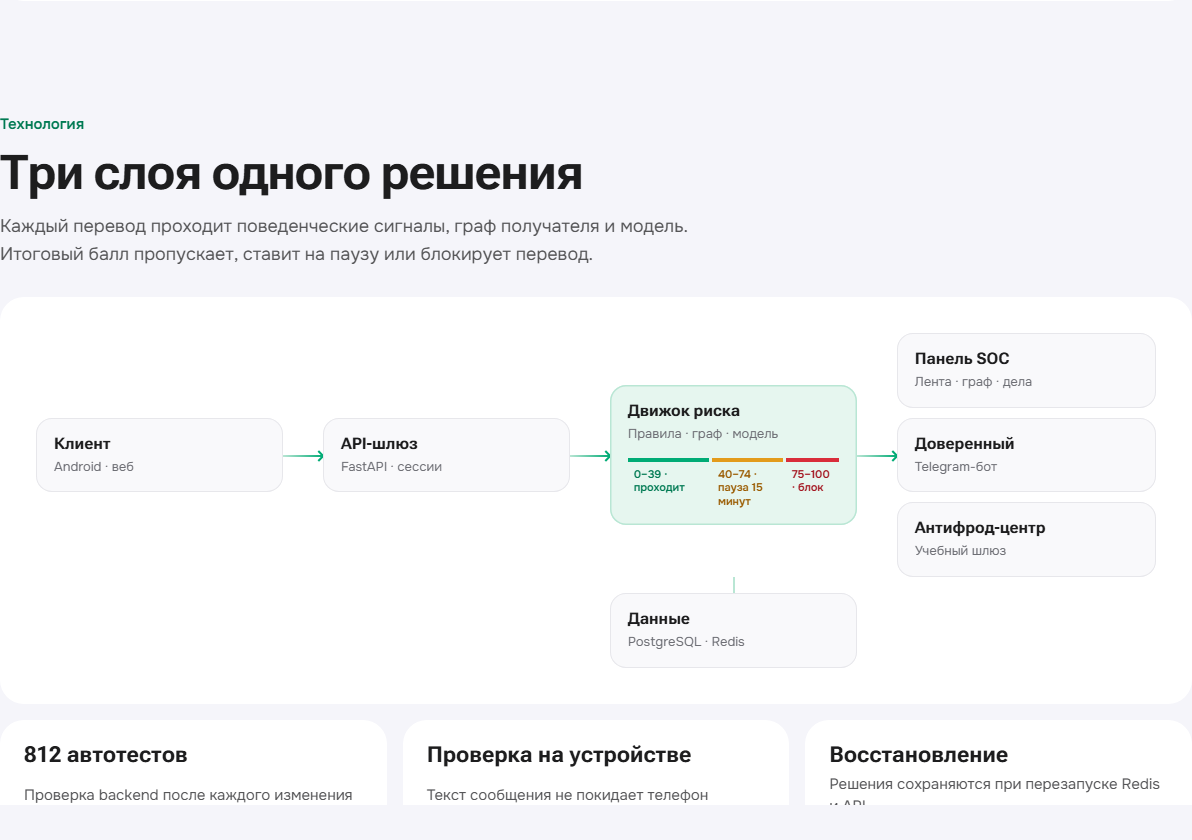 Технология
Три слоя одного решения
Каждый перевод проходит поведенческие сигналы, граф получателя и модель.
Итоговый балл пропускает, ставит на паузу или блокирует перевод.
Клиент
Android · веб
API-шлюз
FastAPI · сессии
Движок риска
Правила · граф · модель
0–39 ·
проходит
40–74 ·
пауза 15
минут
75–100
· блок
Панель SOC
Лента · граф · дела
Доверенный
Telegram-бот
Антифрод-центр
Учебный шлюз
Данные
PostgreSQL · Redis
812 автотестов
Проверка backend после каждого изменения
Проверка на устройстве
Текст сообщения не покидает телефон
Восстановление
Решения сохраняются при перезапуске Redis
и API